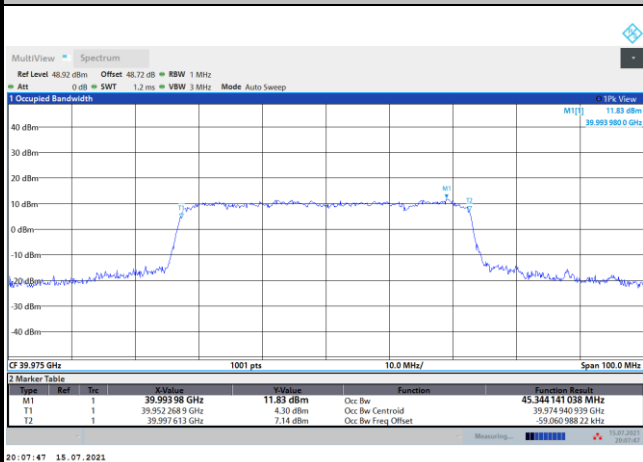 MultiView Spectrum
Ref Level 48.92 dBm Offset 48.72 dB RBW 1 MHz
Att 0 dB SWT 1.2 ms VBW 3 MHz Mode Auto Sweep
1 Occupied Bandwidth 1Pk View
M1[1] 11.83 dBm
39.993 980 0 GHz
40 dBm
30 dBm
20 dBm
M1
10 dBm T1 T2
0 dBm
-10 dBm
-20 dBm
-30 dBm
-40 dBm
CF 39.975 GHz 1001 pts 10.0 MHz/ Span 100.0 MHz
2 Marker Table
Type Ref Trc X-Value Y-Value Function Function Result
M1 1 39.993 98 GHz 11.83 dBm Occ Bw 45.344 141 038 MHz
T1 1 39.952 268 9 GHz 4.30 dBm Occ Bw Centroid 39.974 940 939 GHz
T2 1 39.997 613 GHz 7.14 dBm Occ Bw Freq Offset -59.060 988 22 kHz
Measuring... 15.07.2021
20:07:47
20:07:47 15.07.2021